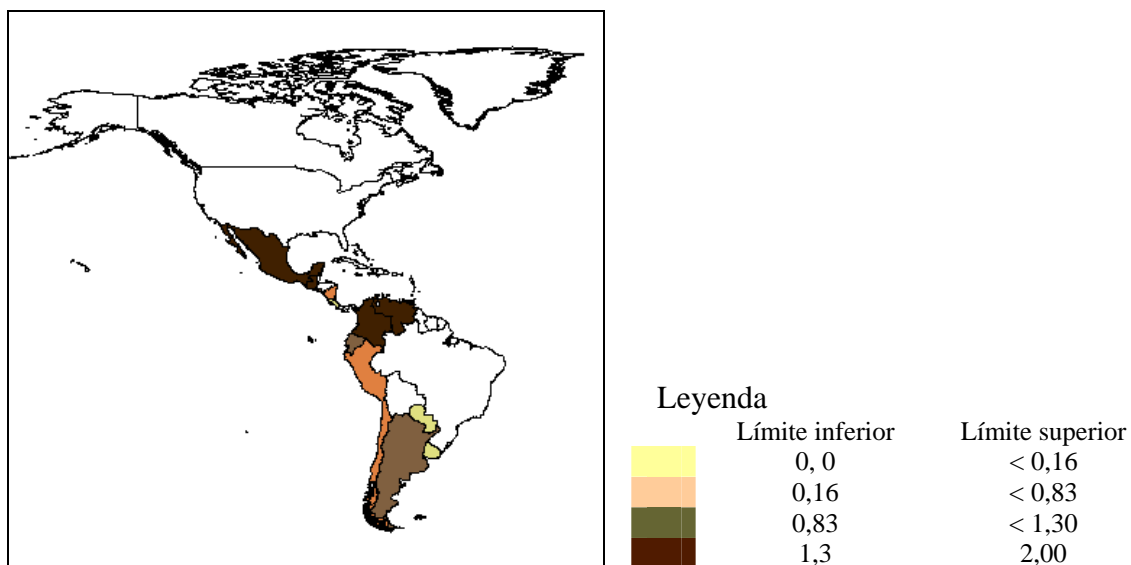 Leyenda
Límite inferior Límite superior
0, 0 < 0,16
0,16 < 0,83
0,83 < 1,30
1,3 2,00